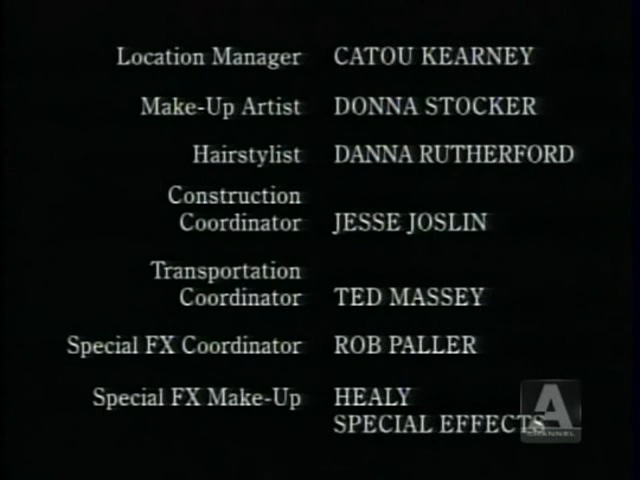 Location Manager CATOU KEARNEY
Make-Up Artist DONNA STOCKER
Hairstylist DANNA RUTHERFORD
Construction
Coordinator JESSE JOSLIN
Transportation
Coordinator TED MASSEY
Special FX Coordinator ROB PALLER
Special FX Make-Up HEALY
SPECIAL EFFECTS
A
CHANNEL